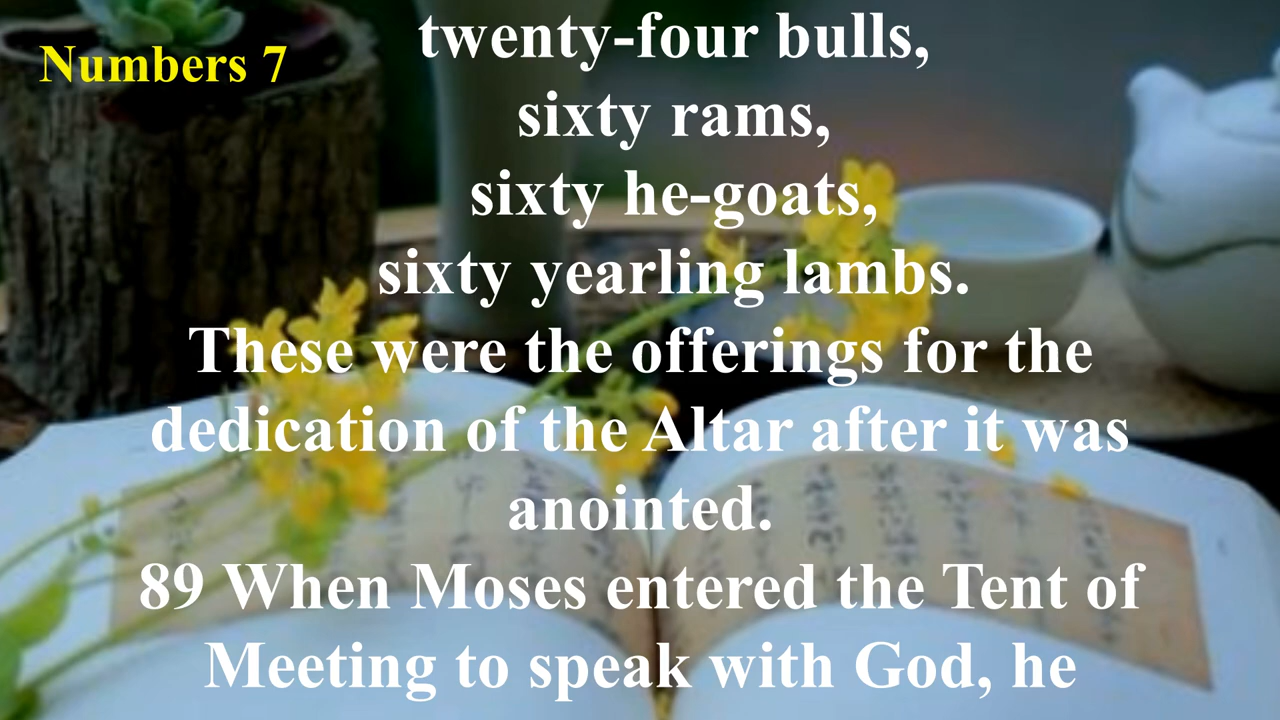 Numbers 7
twenty-four bulls,
sixty rams,
sixty he-goats,
sixty yearling lambs.
These were the offerings for the
dedication of the Altar after it was
anointed.
89 When Moses entered the Tent of
Meeting to speak with God, he